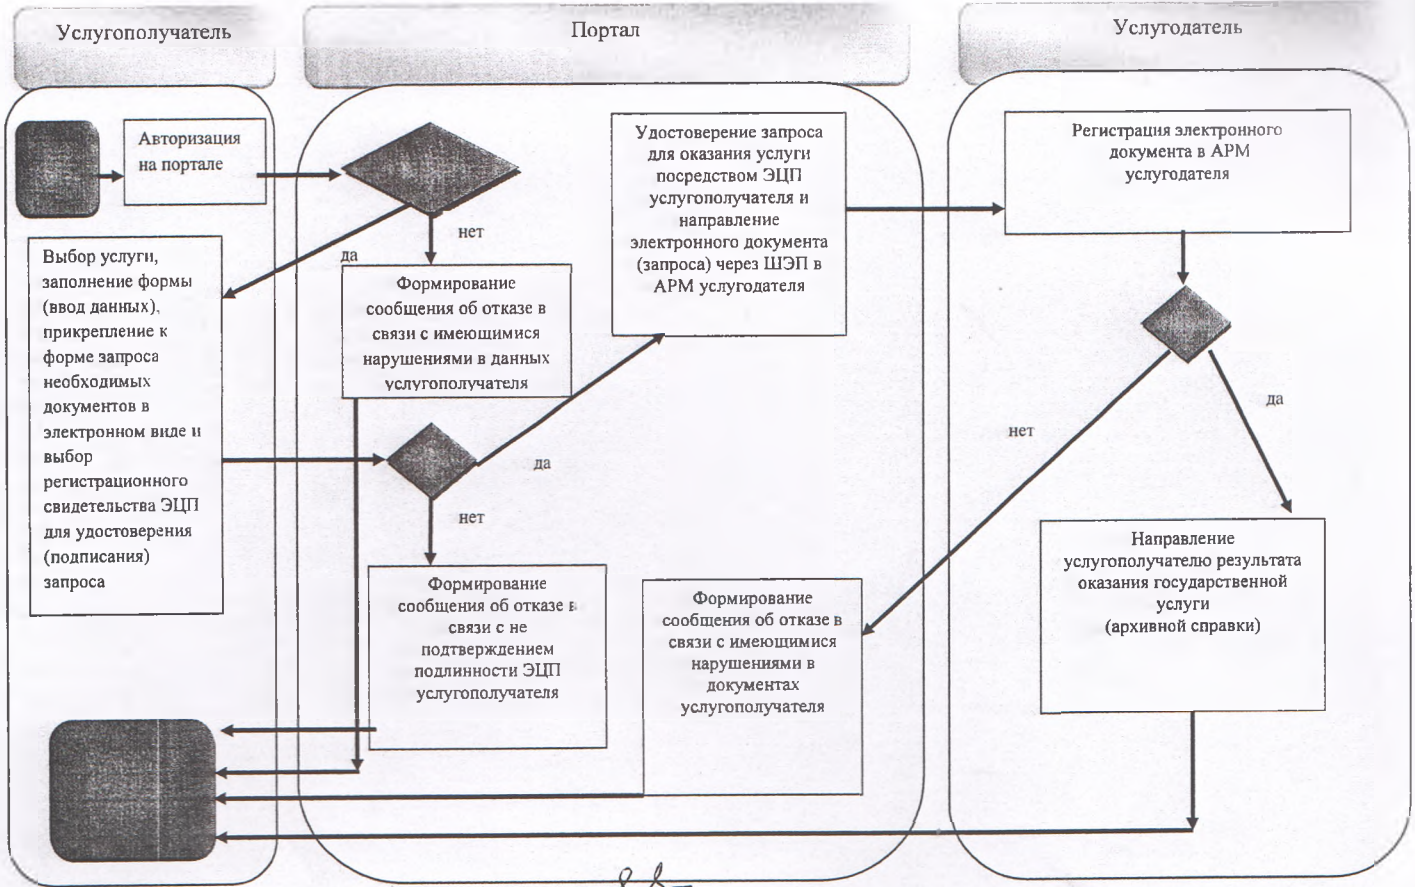 Услугополучатель
Портал
Услугодатель
Авторизация
на портале
Выбор услуги,
заполнение формы
(ввод данных),
прикрепление к
форме запроса
необходимых
документов в
электронном виде и
выбор
регистрационного
свидетельства ЭЦП
для удостоверения
(подписания)
запроса
да
нет
Формирование
сообщения об отказе в
связи с имеющимися
нарушениями в данных
услугополучателя
да
нет
Формирование
сообщения об отказе в
связи с не
подтверждением
подлинности ЭЦП
услугополучателя
Удостоверение запроса
для оказания услуги
посредством ЭЦП
услугополучателя и
направление
электронного документа
(запроса) через ШЭП в
АРМ услугодателя
Формирование
сообщения об отказе в
связи с имеющимися
нарушениями в
документах
услугополучателя
Регистрация электронного
документа в АРМ
услугодателя
нет
да
Направление
услугополучателю результата
оказания государственной
услуги
(архивной справки)